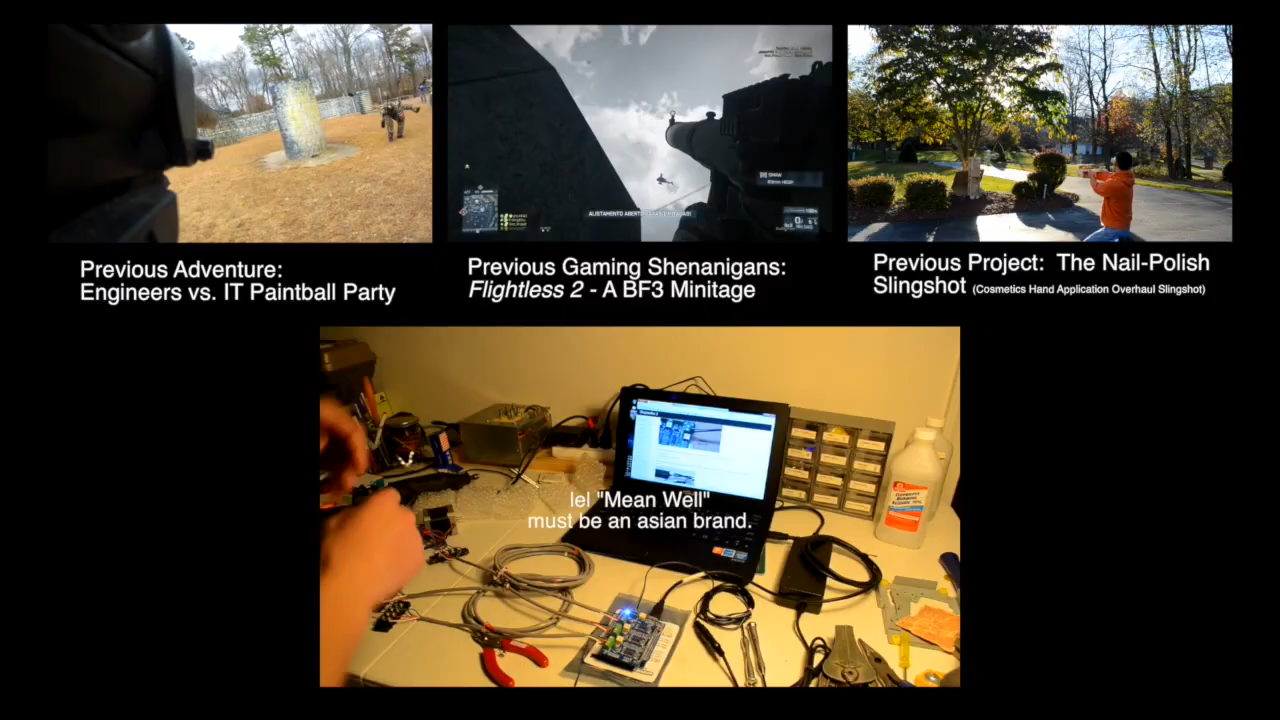 Previous Adventure:
Engineers vs. IT Paintball Party
Previous Gaming Shenanigans:
Flightless 2 - A BF3 Minitage
Previous Project: The Nail-Polish
Slingshot (Cosmetics Hand Application Overhaul Slingshot)
SMAW
lel "Mean Well"
must be an asian brand.